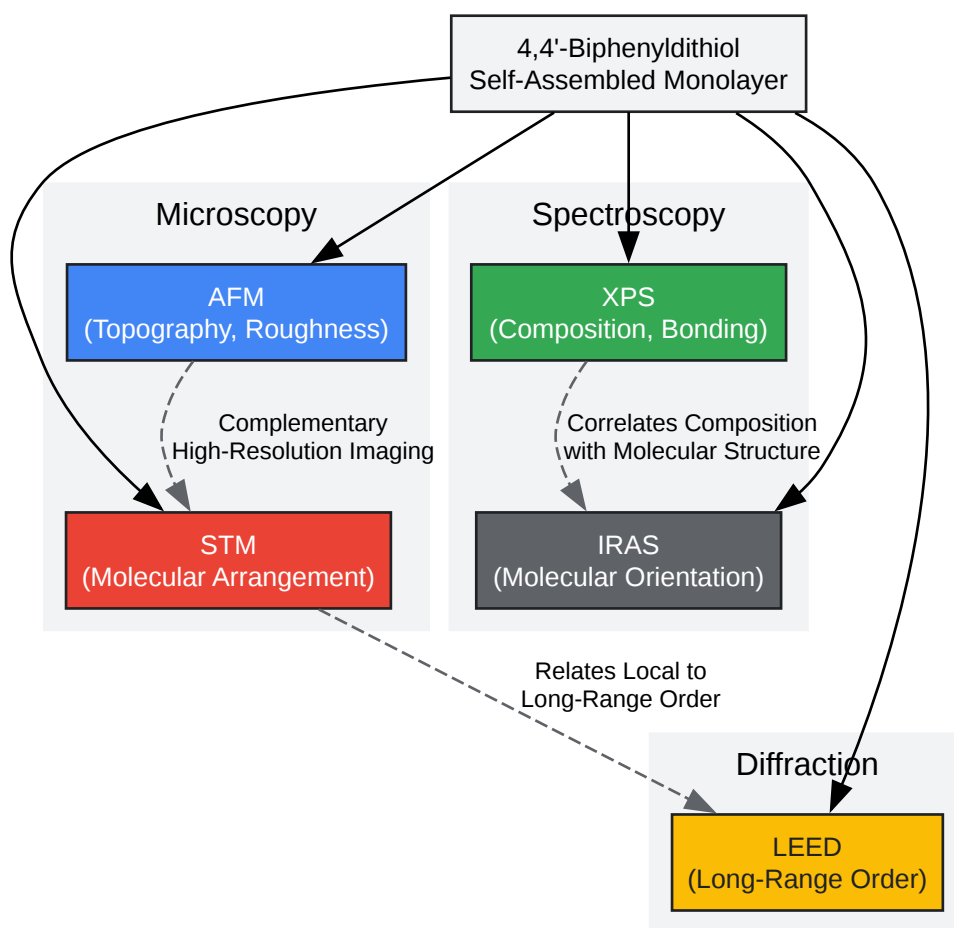 4,4'-Biphenyldithiol
Self-Assembled Monolayer
Microscopy
Spectroscopy
AFM
(Topography, Roughness)
XPS
(Composition, Bonding)
Complementary
High-Resolution Imaging
Correlates Composition
with Molecular Structure
STM
(Molecular Arrangement)
IRAS
(Molecular Orientation)
Relates Local to
Long-Range Order
Diffraction
LEED
(Long-Range Order)